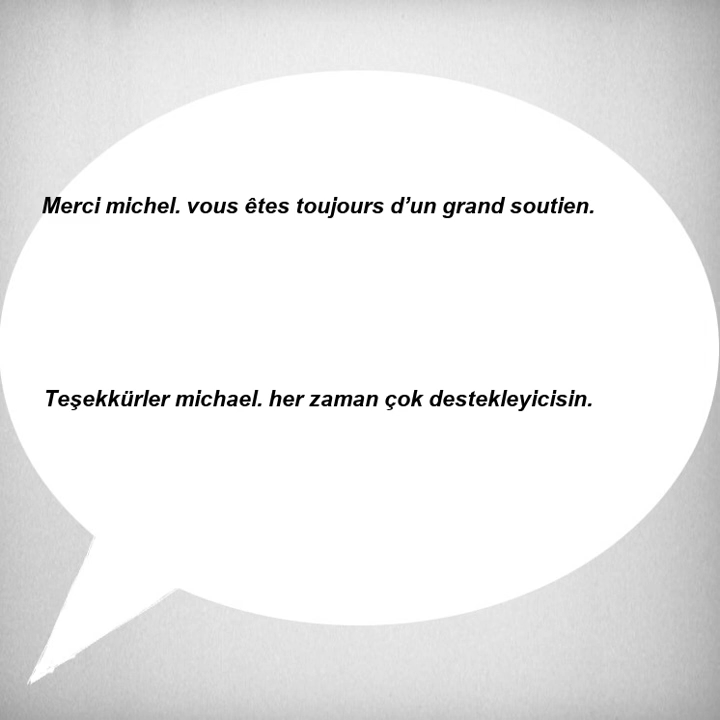 Merci michel. vous êtes toujours d’un grand soutien.
Teşekkürler michael. her zaman çok destekleyicisin.